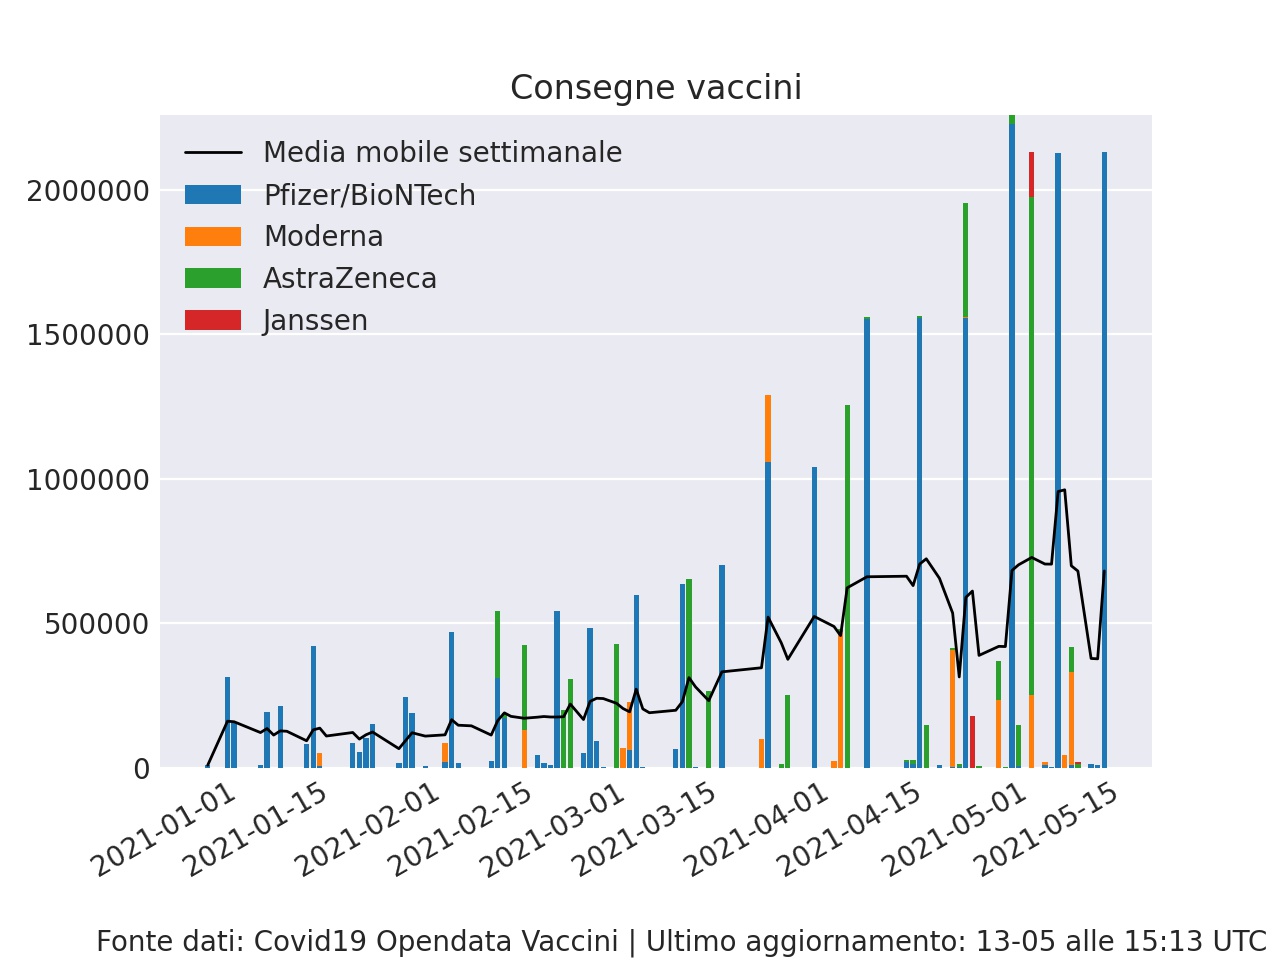 Consegne vaccini
Media mobile settimanale
Pfizer/BioNTech
Moderna
AstraZeneca
Janssen
2000000
1500000
1000000
500000
0
2021-01-01
2021-01-15
2021-02-01
2021-02-15
2021-03-01
2021-03-15
2021-04-01
2021-04-15
2021-05-01
2021-05-15
Fonte dati: Covid19 Opendata Vaccini | Ultimo aggiornamento: 13-05 alle 15:13 UTC